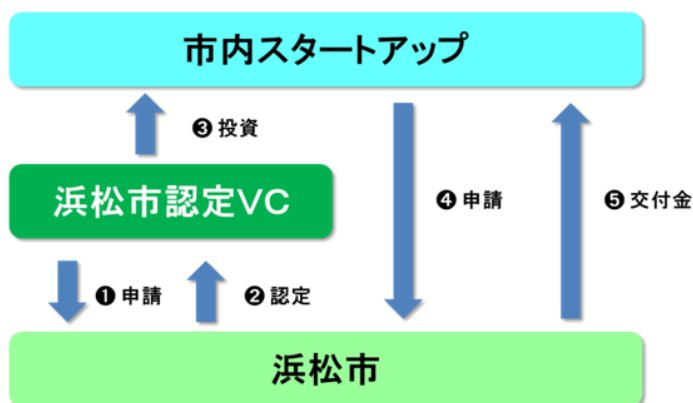 市内スタートアップ
❸投資
浜松市認定VC
❹申請
❺交付金
❶申請
❷認定
浜松市